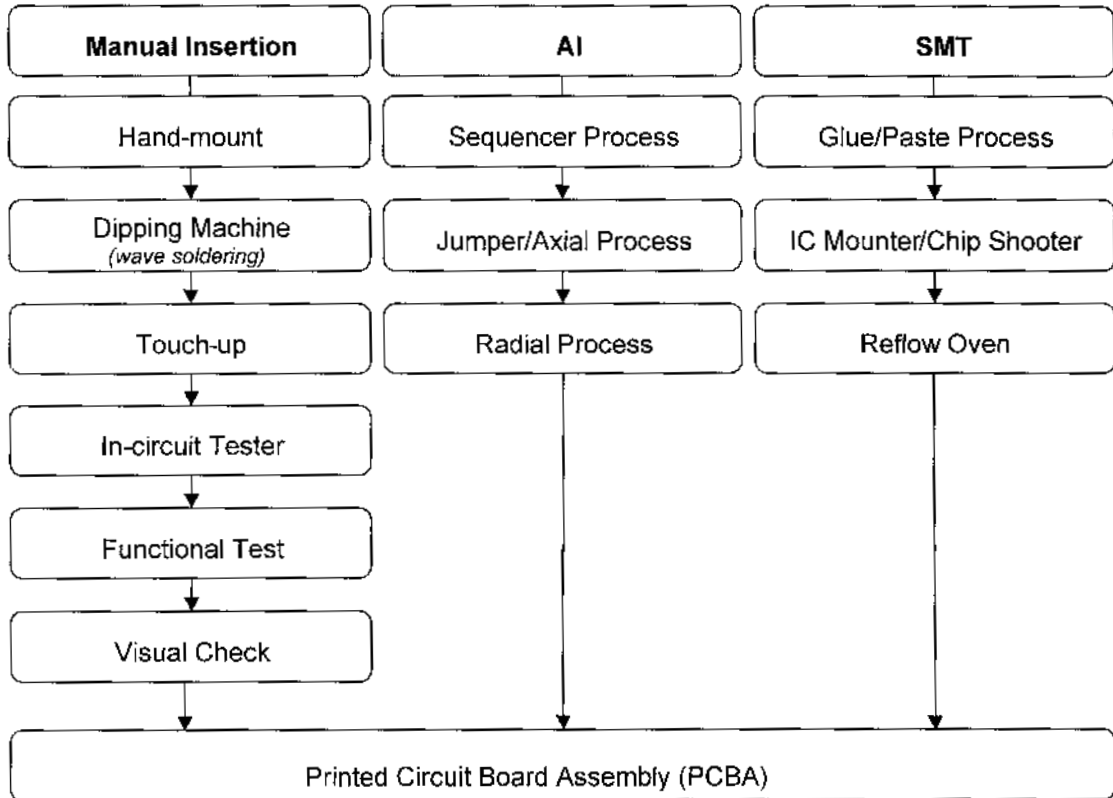 Manual Insertion
AI
SMT
Hand-mount
Sequencer Process
Glue/Paste Process
Dipping Machine
(wave soldering)
Jumper/Axial Process
IC Mounter/Chip Shooter
Touch-up
Radial Process
Reflow Oven
In-circuit Tester
Functional Test
Visual Check
Printed Circuit Board Assembly (PCBA)